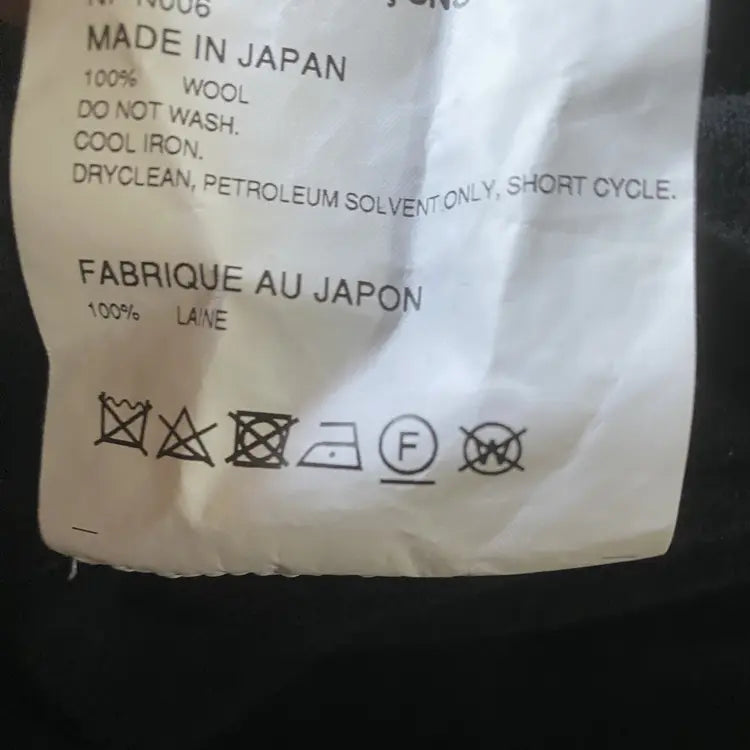 N006
MADE IN JAPAN
100% WOOL
DO NOT WASH.
COOL IRON.
DRYCLEAN, PETROLEUM SOLVENT ONLY, SHORT CYCLE.
FABRIQUE AU JAPON
100% LAINE
F
W